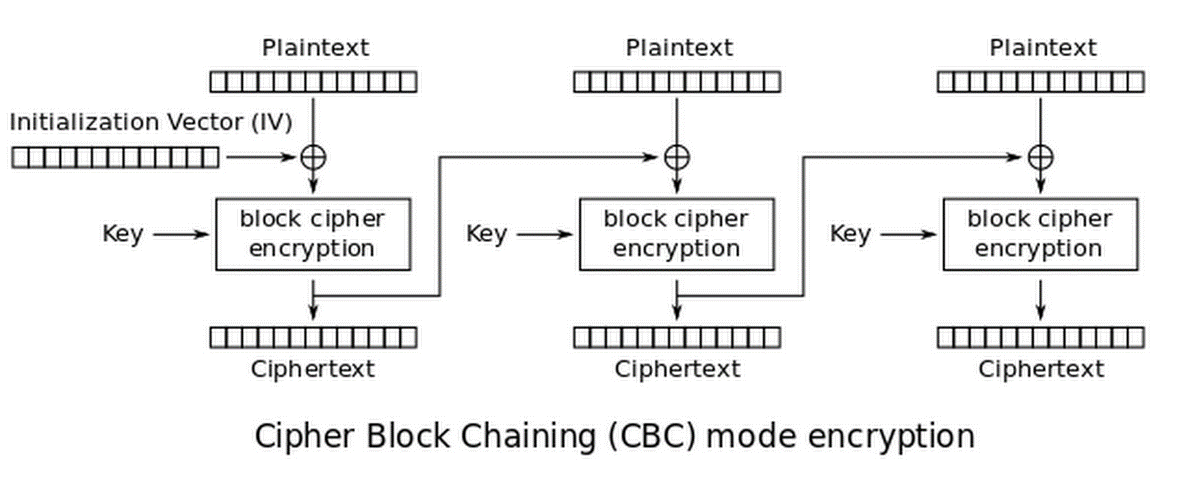 Plaintext
Plaintext
Plaintext
Initialization Vector (IV)
Key
block cipher
encryption
Key
block cipher
encryption
Key
block cipher
encryption
Ciphertext
Ciphertext
Ciphertext
Cipher Block Chaining (CBC) mode encryption